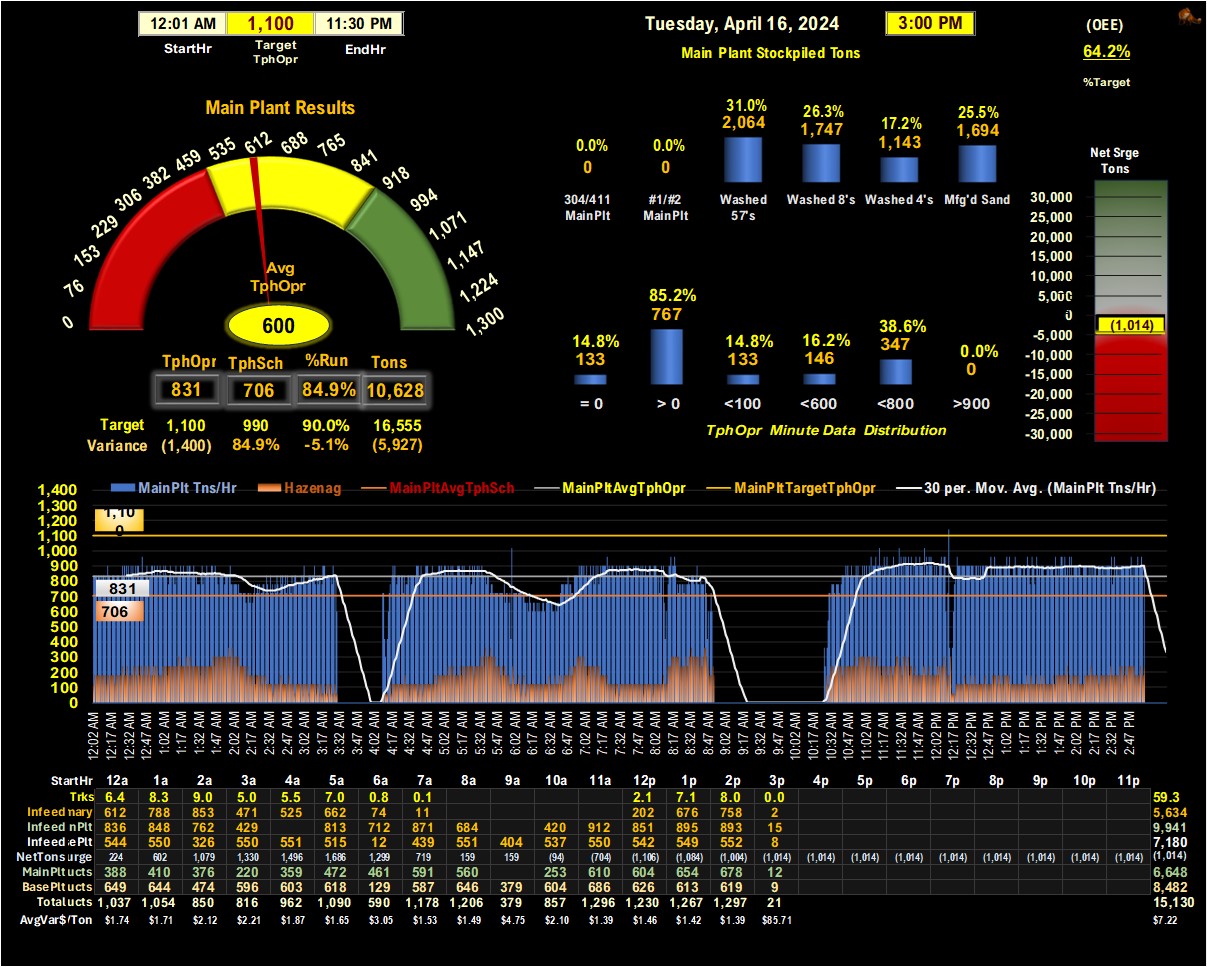 12:01 AM 1,100 11:30 PM
StartHr Target TphOpr EndHr
Tuesday, April 16, 2024 3:00 PM
Main Plant Stockpiled Tons
(OEE)
64.2%
%Target
Main Plant Results
0 76 153 229 306 382 459 535 612 688 765 841 918 994 1,071 1,147 1,224 1,300
Avg
TphOpr
600
TphOpr TphSch %Run Tons
831 706 84.9% 10,628
Target 1,100 990 90.0% 16,555
Variance (1,400) 84.9% -5.1% (5,927)
0.0% 0.0% 31.0% 26.3% 17.2% 25.5%
0 0 2,064 1,747 1,143 1,694
304/411 #1/#2 Washed Washed 8's Washed 4's Mfg'd Sand
MainPlt MainPlt 57's
14.8% 85.2% 14.8% 16.2% 38.6% 0.0%
133 767 133 146 347 0
= 0 > 0 <100 <600 <800 >900
TphOpr Minute Data Distribution
Net Srge
Tons
30,000
25,000
20,000
15,000
10,000
5,000
0
(1,014)
-5,000
-10,000
-15,000
-20,000
-25,000
-30,000
MainPlt Tns/Hr Hazenag MainPltAvgTphSch MainPltAvgTphOpr MainPltTargetTphOpr 30 per. Mov. Avg. (MainPlt Tns/Hr)
1,400
1,300
1,200
1,100
1,000
900
800
700
600
500
400
300
200
100
0
1,10
0
831
706
12:02 AM 12:17 AM 12:32 AM 12:47 AM 1:02 AM 1:17 AM 1:32 AM 1:47 AM 2:02 AM 2:17 AM 2:32 AM 2:47 AM 3:02 AM 3:17 AM 3:32 AM 3:47 AM 4:02 AM 4:17 AM 4:32 AM 4:47 AM 5:02 AM 5:17 AM 5:32 AM 5:47 AM 6:02 AM 6:17 AM 6:32 AM 6:47 AM 7:02 AM 7:17 AM 7:32 AM 7:47 AM 8:02 AM 8:17 AM 8:32 AM 8:47 AM 9:02 AM 9:17 AM 9:32 AM 9:47 AM 10:02 AM 10:17 AM 10:32 AM 10:47 AM 11:02 AM 11:17 AM 11:32 AM 11:47 AM 12:02 PM 12:17 PM 12:32 PM 12:47 PM 1:02 PM 1:17 PM 1:32 PM 1:47 PM 2:02 PM 2:17 PM 2:32 PM 2:47 PM
StartHr 12a 1a 2a 3a 4a 5a 6a 7a 8a 9a 10a 11a 12p 1p 2p 3p 4p 5p 6p 7p 8p 9p 10p 11p
Trks 6.4 8.3 9.0 5.0 5.5 7.0 0.8 0.1 2.1 7.1 8.0 0.0 59.3
Infeed mary 612 788 853 471 525 662 74 11 202 676 758 2 5,634
Infeed nPlt 836 848 762 429 813 712 871 684 420 912 851 895 893 15 9,941
Infeed ePlt 544 550 326 550 551 515 12 439 551 404 537 550 542 549 552 8 7,180
NetTons urge 224 602 1,079 1,330 1,496 1,686 1,299 719 159 159 (94) (704) (1,106) (1,084) (1,004) (1,014) (1,014) (1,014) (1,014) (1,014) (1,014) (1,014) (1,014) (1,014) (1,014)
MainPlt ucts 388 410 376 220 359 472 461 591 560 253 610 604 654 678 12 6,648
BasePlt ucts 649 644 474 596 603 618 129 587 646 379 604 686 626 613 619 9 8,482
Total ucts 1,037 1,054 850 816 962 1,090 590 1,178 1,206 379 857 1,296 1,230 1,267 1,297 21 15,130
AvgVar$/Ton $1.74 $1.71 $2.12 $2.21 $1.87 $1.65 $3.05 $1.53 $1.49 $4.75 $2.10 $1.39 $1.46 $1.42 $1.39 $85.71 $7.22